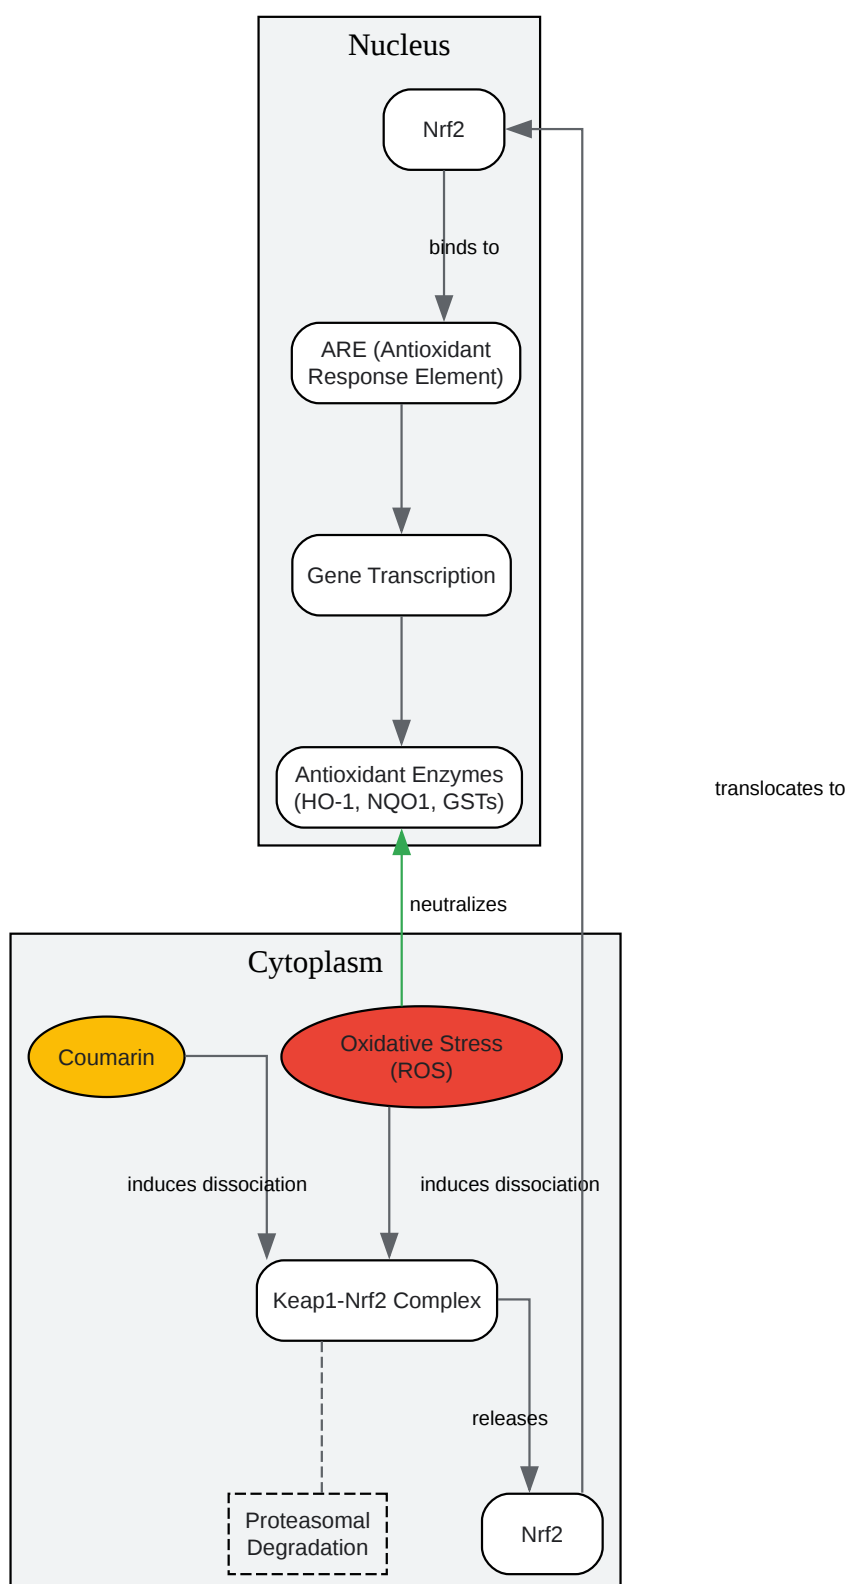 Nucleus
Nrf2
binds to
ARE (Antioxidant
Response Element)
Gene Transcription
Antioxidant Enzymes
(HO-1, NQO1, GSTs)
translocates to
neutralizes
Cytoplasm
Coumarin
Oxidative Stress
(ROS)
induces dissociation
induces dissociation
Keap1-Nrf2 Complex
releases
Proteasomal
Degradation
Nrf2